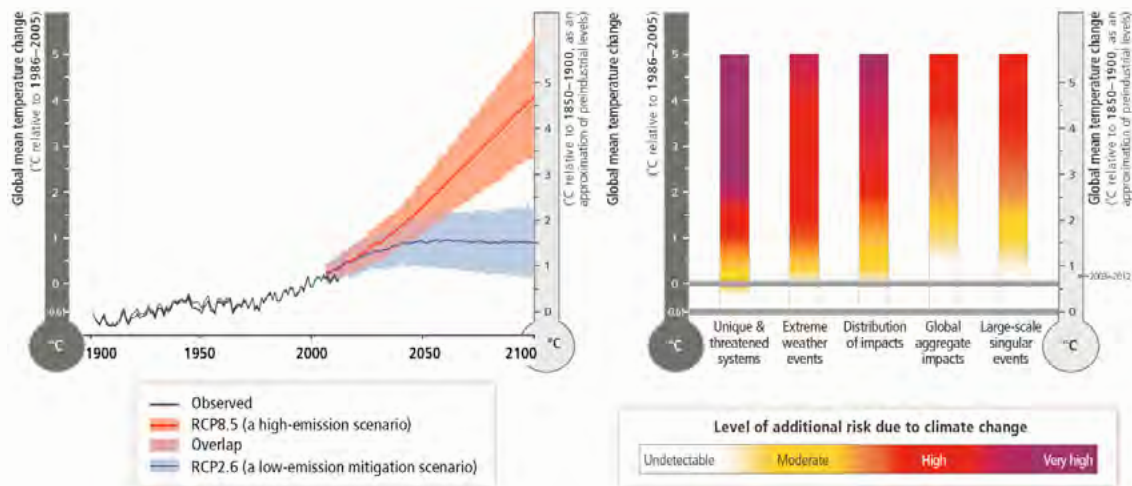 Global mean temperature change
(°C relative to 1986–2005)
5
4
3
2
1
0
-0.61
°C
1900
1950
2000
2050
2100
5
4
3
2
1
0
°C
Global mean temperature change
(°C relative to 1850–1900, as an
approximation of preindustrial levels)
Observed
RCP8.5 (a high-emission scenario)
Overlap
RCP2.6 (a low-emission mitigation scenario)
Global mean temperature change
(°C relative to 1986–2005)
5
4
3
2
1
0
-0.61
°C
Unique &
threatened
systems
Extreme
weather
events
Distribution
of impacts
Global
aggregate
impacts
Large-scale
singular
events
5
4
3
2
1
2003–2012
0
°C
Global mean temperature change
(°C relative to 1850–1900, as an
approximation of preindustrial levels)
Level of additional risk due to climate change
Undetectable
Moderate
High
Very high